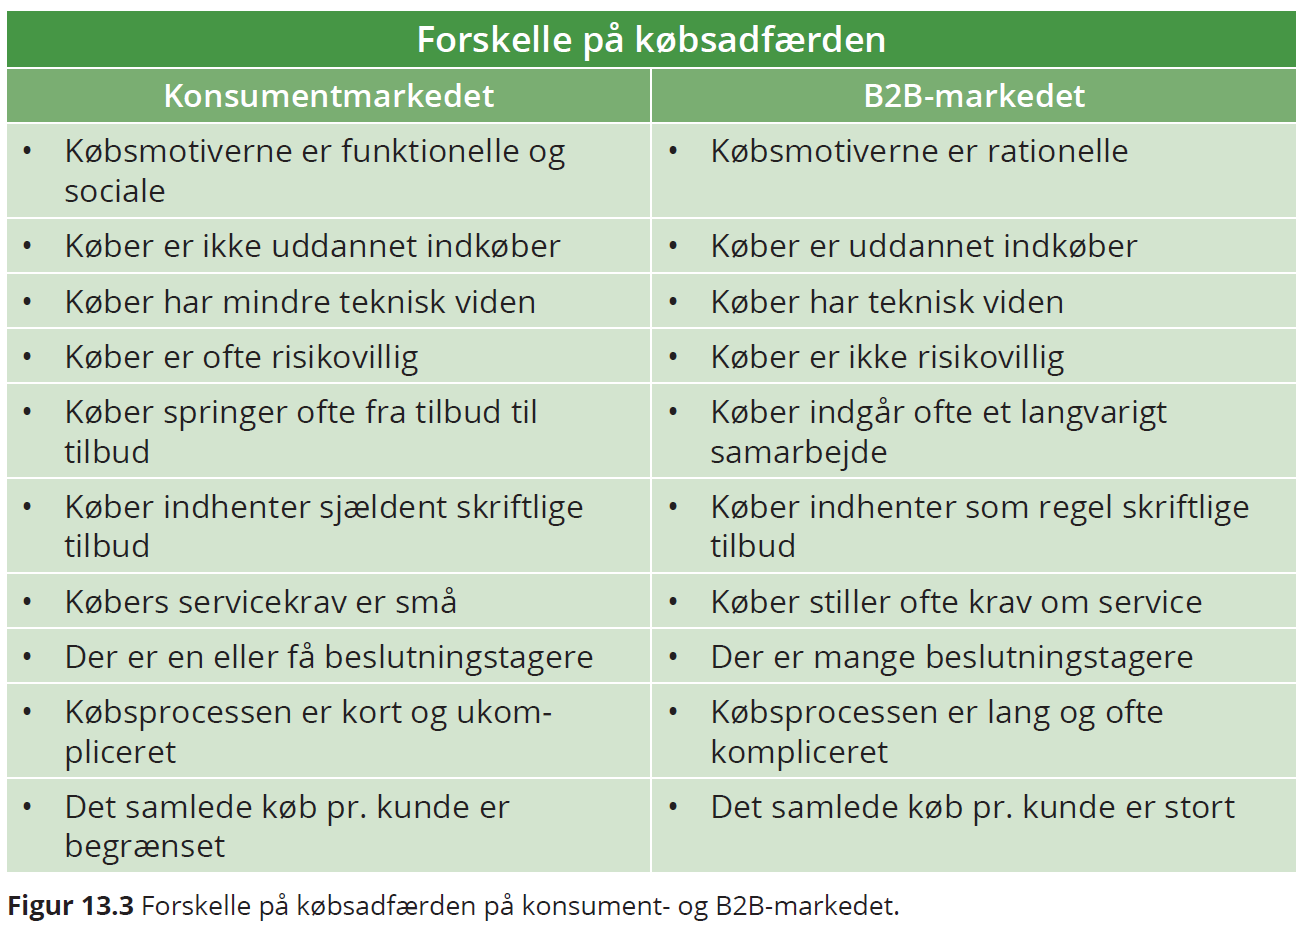 Forskelle på købsadfærden
Konsumentmarkedet
B2B-markedet
• Købsmotiverne er funktionelle og
sociale
• Købsmotiverne er rationelle
• Køber er ikke uddannet indkøber
• Køber er uddannet indkøber
• Køber har mindre teknisk viden
• Køber har teknisk viden
• Køber er ofte risikovillig
• Køber er ikke risikovillig
• Køber springer ofte fra tilbud til
tilbud
• Køber indgår ofte et langvarigt
samarbejde
• Køber indhenter sjældent skriftlige
tilbud
• Køber indhenter som regel skriftlige
tilbud
• Købers servicekrav er små
• Køber stiller ofte krav om service
• Der er en eller få beslutningstagere
• Der er mange beslutningstagere
• Købsprocessen er kort og ukom-
pliceret
• Købsprocessen er lang og ofte
kompliceret
• Det samlede køb pr. kunde er
begrænset
• Det samlede køb pr. kunde er stort
Figur 13.3 Forskelle på købsadfærden på konsument- og B2B-markedet.